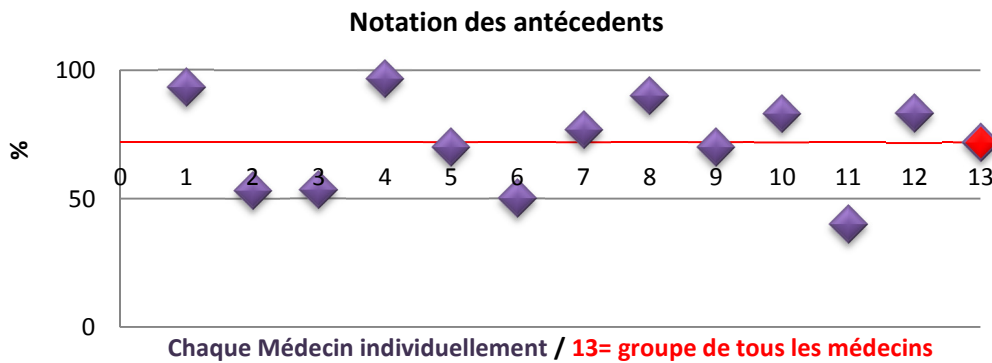 Notation des antécedents
100
%
0 1 2 3 4 5 6 7 8 9 10 11 12 13
50
0
Chaque Médecin individuellement / 13= groupe de tous les médecins